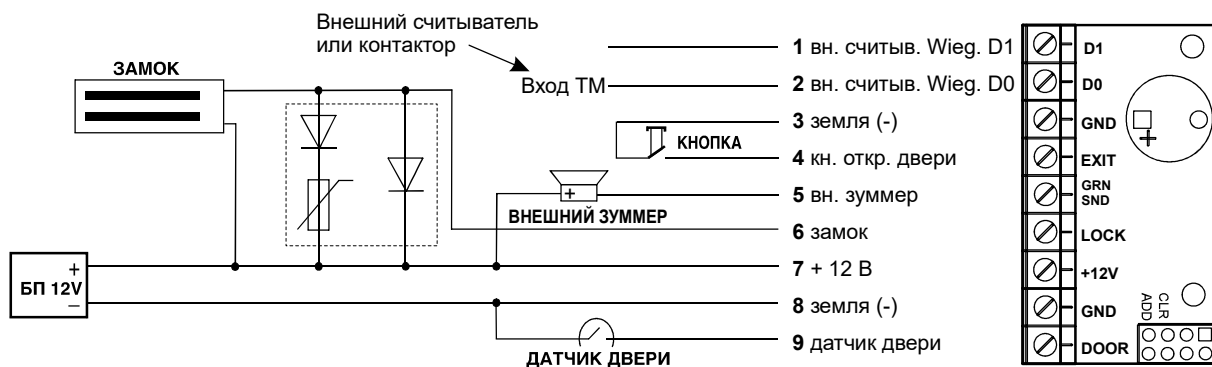 Внешний считыватель
или контактор
Вход ТМ
ЗАМОК
БП 12V
+
–
КНОПКА
+
ВНЕШНИЙ ЗУММЕР
ДАТЧИК ДВЕРИ
1 вн. считыв. Wieg. D1
2 вн. считыв. Wieg. D0
3 земля (-)
4 кн. откр. двери
5 вн. зуммер
6 замок
7 + 12 В
8 земля (-)
9 датчик двери
D1
D0
GND
EXIT
GRN
SND
LOCK
+12V
GND
DOOR
+
ADD
CLR